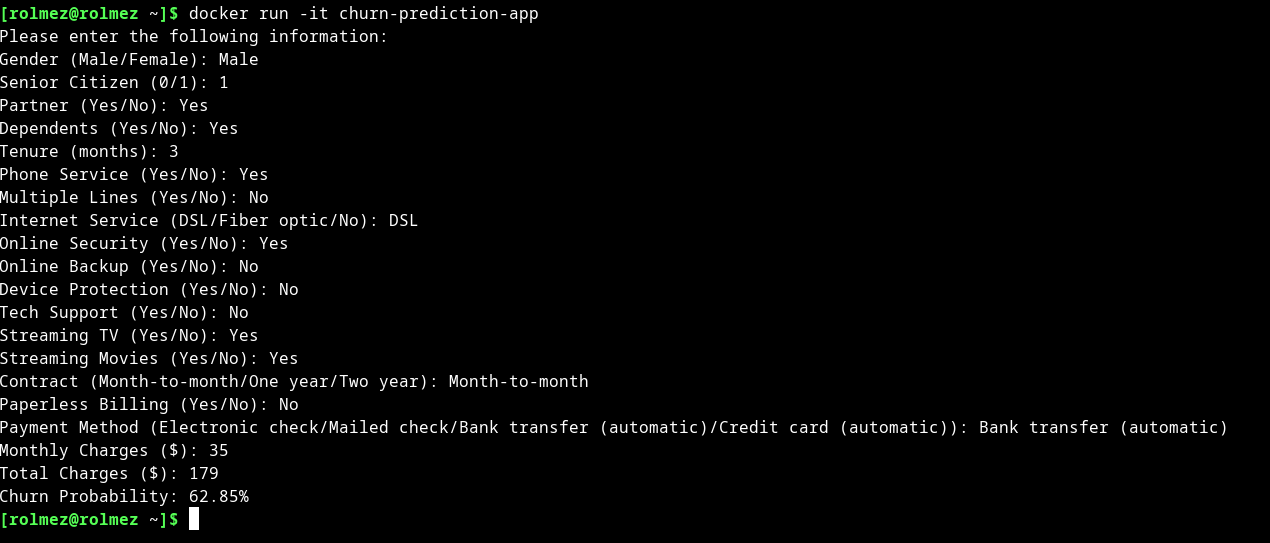 [rolmez@rolmez ~]$ docker run -it churn-prediction-app
Please enter the following information:
Gender (Male/Female): Male
Senior Citizen (0/1): 1
Partner (Yes/No): Yes
Dependents (Yes/No): Yes
Tenure (months): 3
Phone Service (Yes/No): Yes
Multiple Lines (Yes/No): No
Internet Service (DSL/Fiber optic/No): DSL
Online Security (Yes/No): Yes
Online Backup (Yes/No): No
Device Protection (Yes/No): No
Tech Support (Yes/No): No
Streaming TV (Yes/No): Yes
Streaming Movies (Yes/No): Yes
Contract (Month-to-month/One year/Two year): Month-to-month
Paperless Billing (Yes/No): No
Payment Method (Electronic check/Mailed check/Bank transfer (automatic)/Credit card (automatic)): Bank transfer (automatic)
Monthly Charges ($): 35
Total Charges ($): 179
Churn Probability: 62.85%
[rolmez@rolmez ~]$